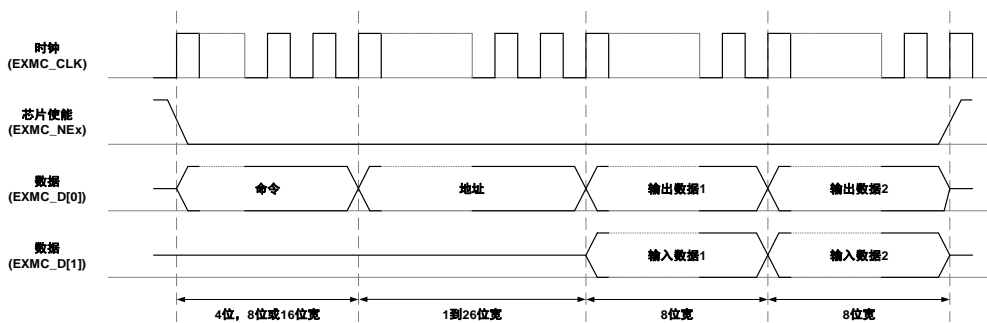 时钟
(EXMC_CLK)
芯片使能
(EXMC_NEx)
数据
(EXMC_D[0])
命令
地址
输出数据1
输出数据2
数据
(EXMC_D[1])
输入数据1
输入数据2
4位，8位或16位宽
1到26位宽
8位宽
8位宽